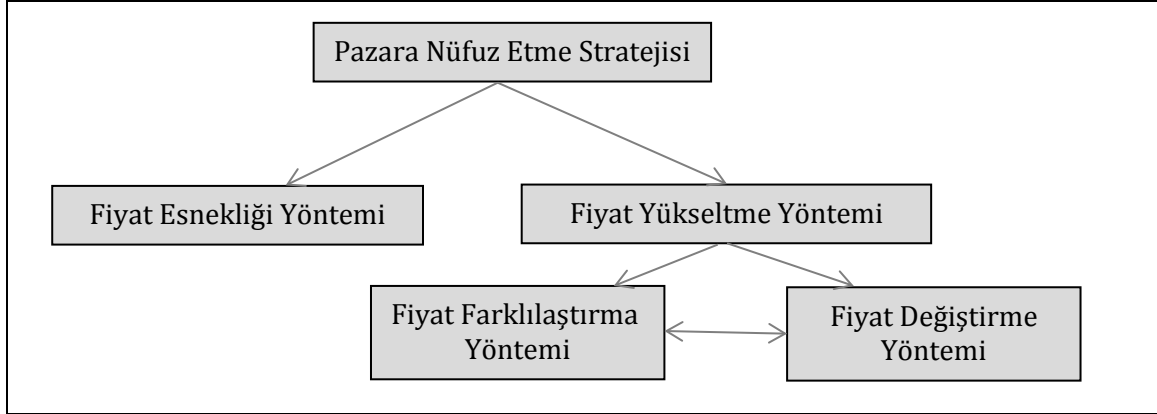 Pazara Nüfuz Etme Stratejisi
Fiyat Esnekliği Yöntemi
Fiyat Yükseltme Yöntemi
Fiyat Farklılaştırma
Yöntemi
Fiyat Değiştirme
Yöntemi